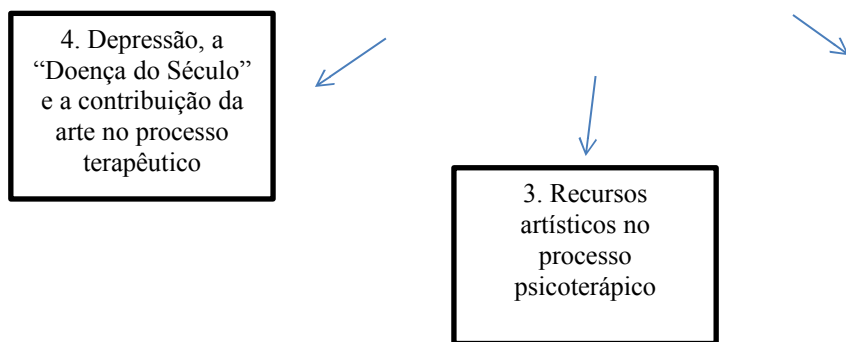 4. Depressão, a
“Doença do Século”
e a contribuição da
arte no processo
terapêutico
3. Recursos
artísticos no
processo
psicoterápico